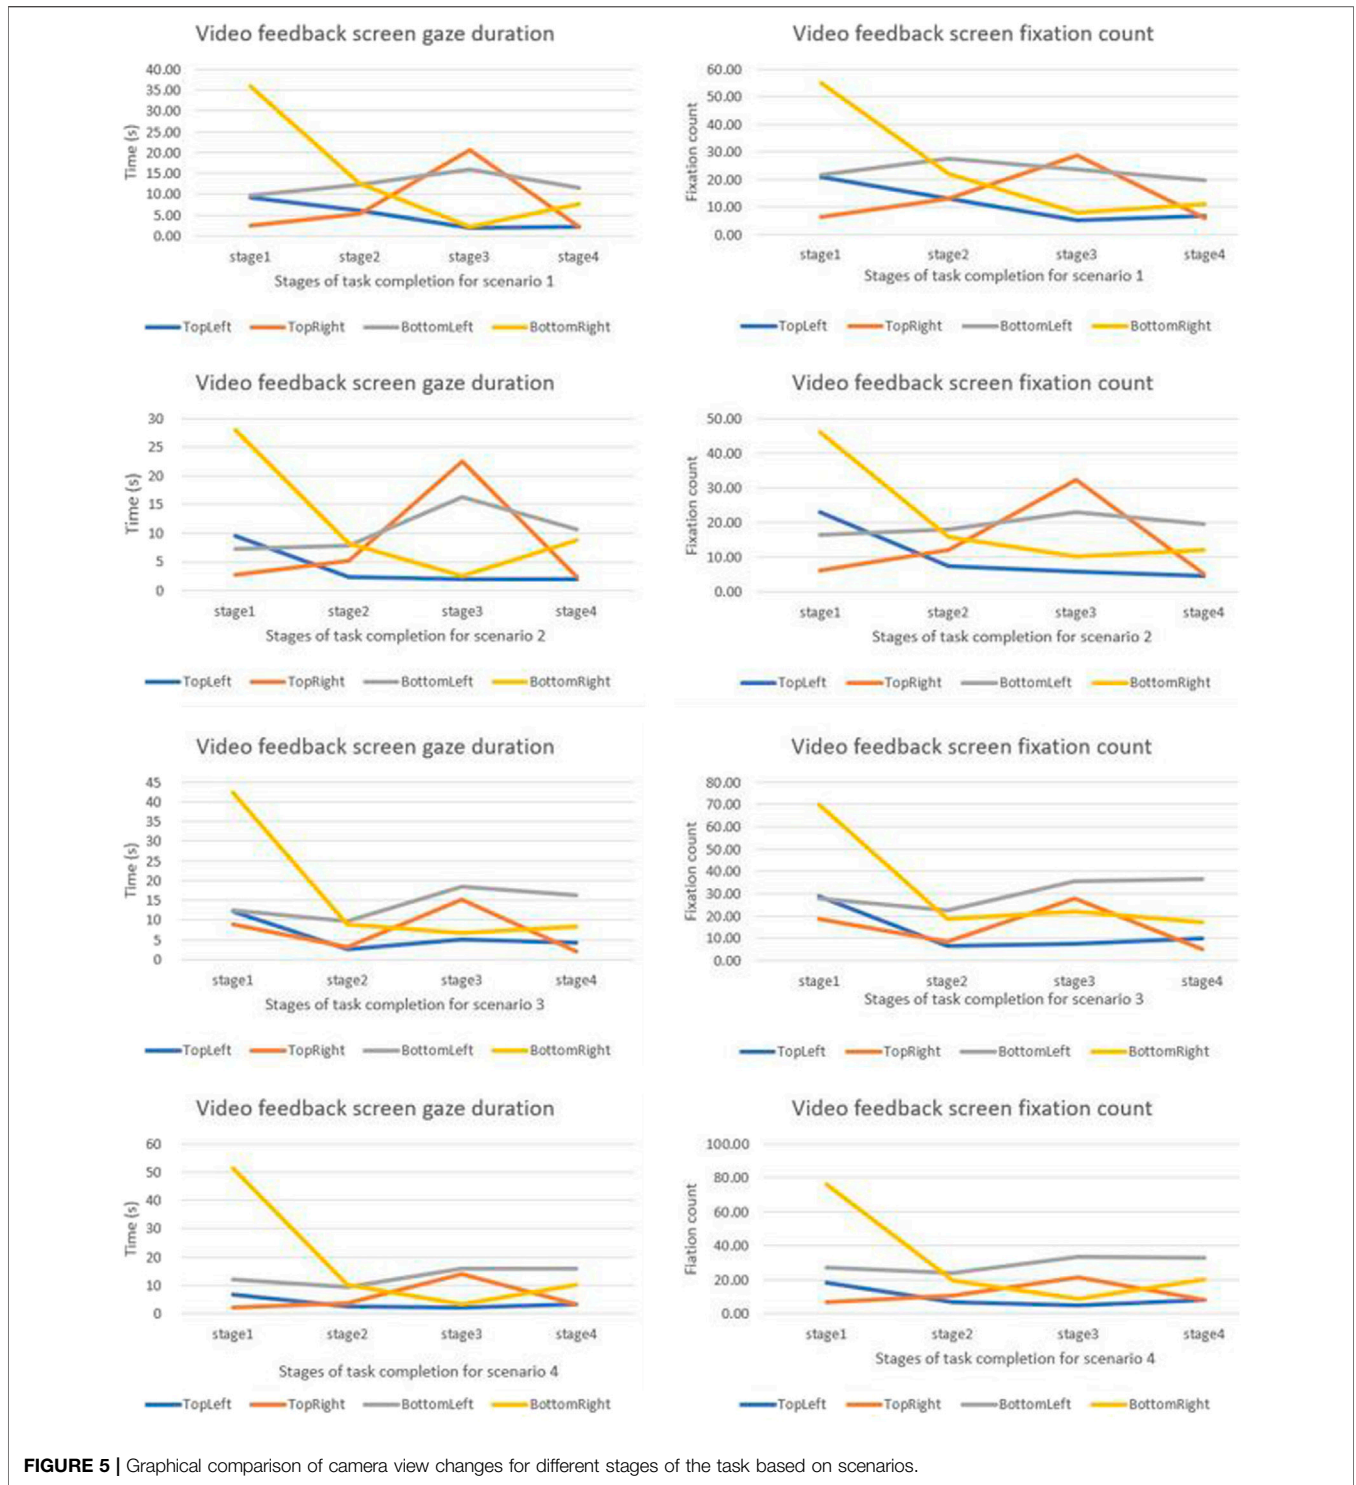 Video feedback screen gaze duration
40.00
35.00
30.00
25.00
20.00
15.00
10.00
5.00
0.00
Time (s)
stage1 stage2 stage3 stage4
Stages of task completion for scenario 1
TopLeft TopRight BottomLeft BottomRight
Video feedback screen fixation count
60.00
50.00
40.00
30.00
20.00
10.00
0.00
Fixation count
stage1 stage2 stage3 stage4
Stages of task completion for scenario 1
TopLeft TopRight BottomLeft BottomRight
Video feedback screen gaze duration
30
25
20
15
10
5
0
Time (s)
stage1 stage2 stage3 stage4
Stages of task completion for scenario 2
TopLeft TopRight BottomLeft BottomRight
Video feedback screen fixation count
50.00
40.00
30.00
20.00
10.00
0.00
Fixation count
stage1 stage2 stage3 stage4
Stages of task completion for scenario 2
TopLeft TopRight BottomLeft BottomRight
Video feedback screen gaze duration
45
40
35
30
25
20
15
10
5
0
Time (s)
stage1 stage2 stage3 stage4
Stages of task completion for scenario 3
TopLeft TopRight BottomLeft BottomRight
Video feedback screen fixation count
80.00
70.00
60.00
50.00
40.00
30.00
20.00
10.00
0.00
Fixation count
stage1 stage2 stage3 stage4
Stages of task completion for scenario 3
TopLeft TopRight BottomLeft BottomRight
Video feedback screen gaze duration
60
50
40
30
20
10
0
Time (s)
stage1 stage2 stage3 stage4
Stages of task completion for scenario 4
TopLeft TopRight BottomLeft BottomRight
Video feedback screen fixation count
100.00
80.00
60.00
40.00
20.00
0.00
Fiation count
stage1 stage2 stage3 stage4
Stages of task completion for scenario 4
TopLeft TopRight BottomLeft BottomRight
FIGURE 5 | Graphical comparison of camera view changes for different stages of the task based on scenarios.